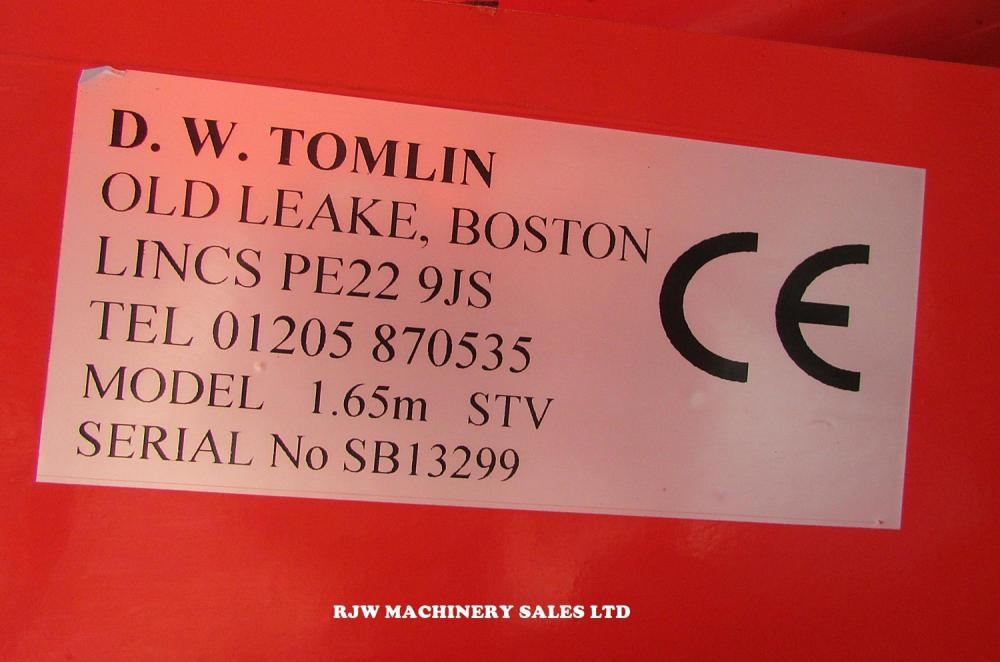 D. W. TOMLIN
OLD LEAKE, BOSTON
LINCS PE22 9JS
TEL 01205 870535
MODEL 1.65m STV
SERIAL No SB13299
CE
RJW MACHINERY SALES LTD